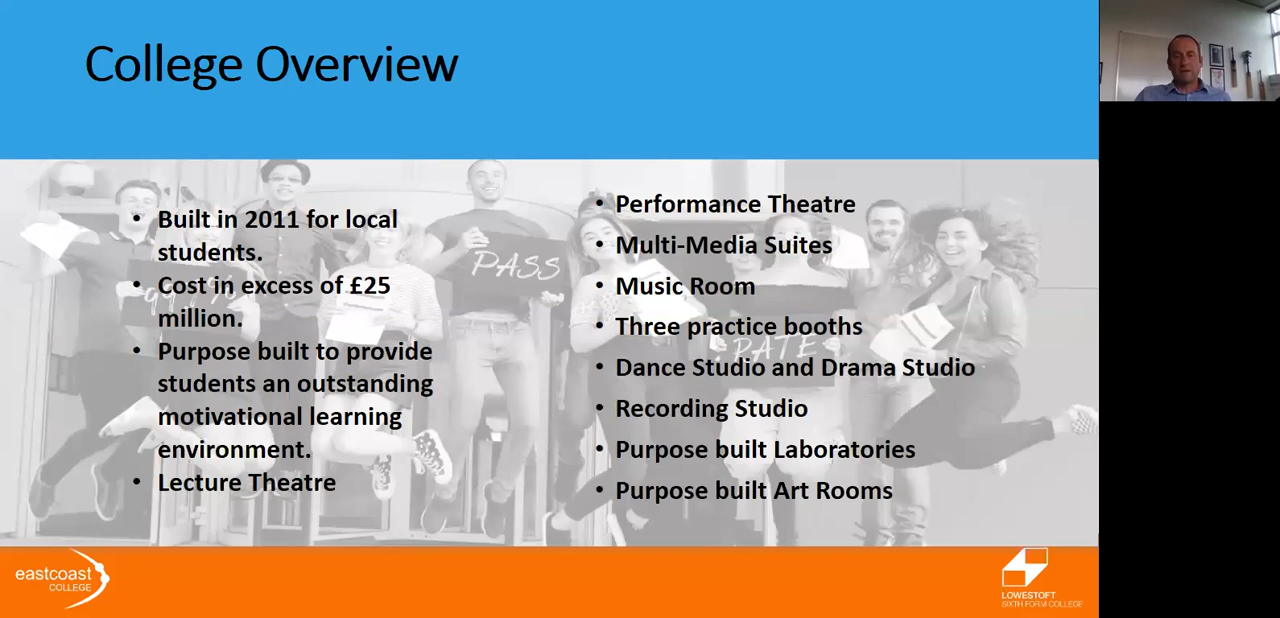 College Overview
• Built in 2011 for local
students.
• Cost in excess of £25
million.
• Purpose built to provide
students an outstanding
motivational learning
environment.
• Lecture Theatre
• Performance Theatre
• Multi-Media Suites
• Music Room
• Three practice booths
• Dance Studio and Drama Studio
• Recording Studio
• Purpose built Laboratories
• Purpose built Art Rooms
PASS
eastcoast
COLLEGE
LOWESTOFT
SIXTH FORM COLLEGE